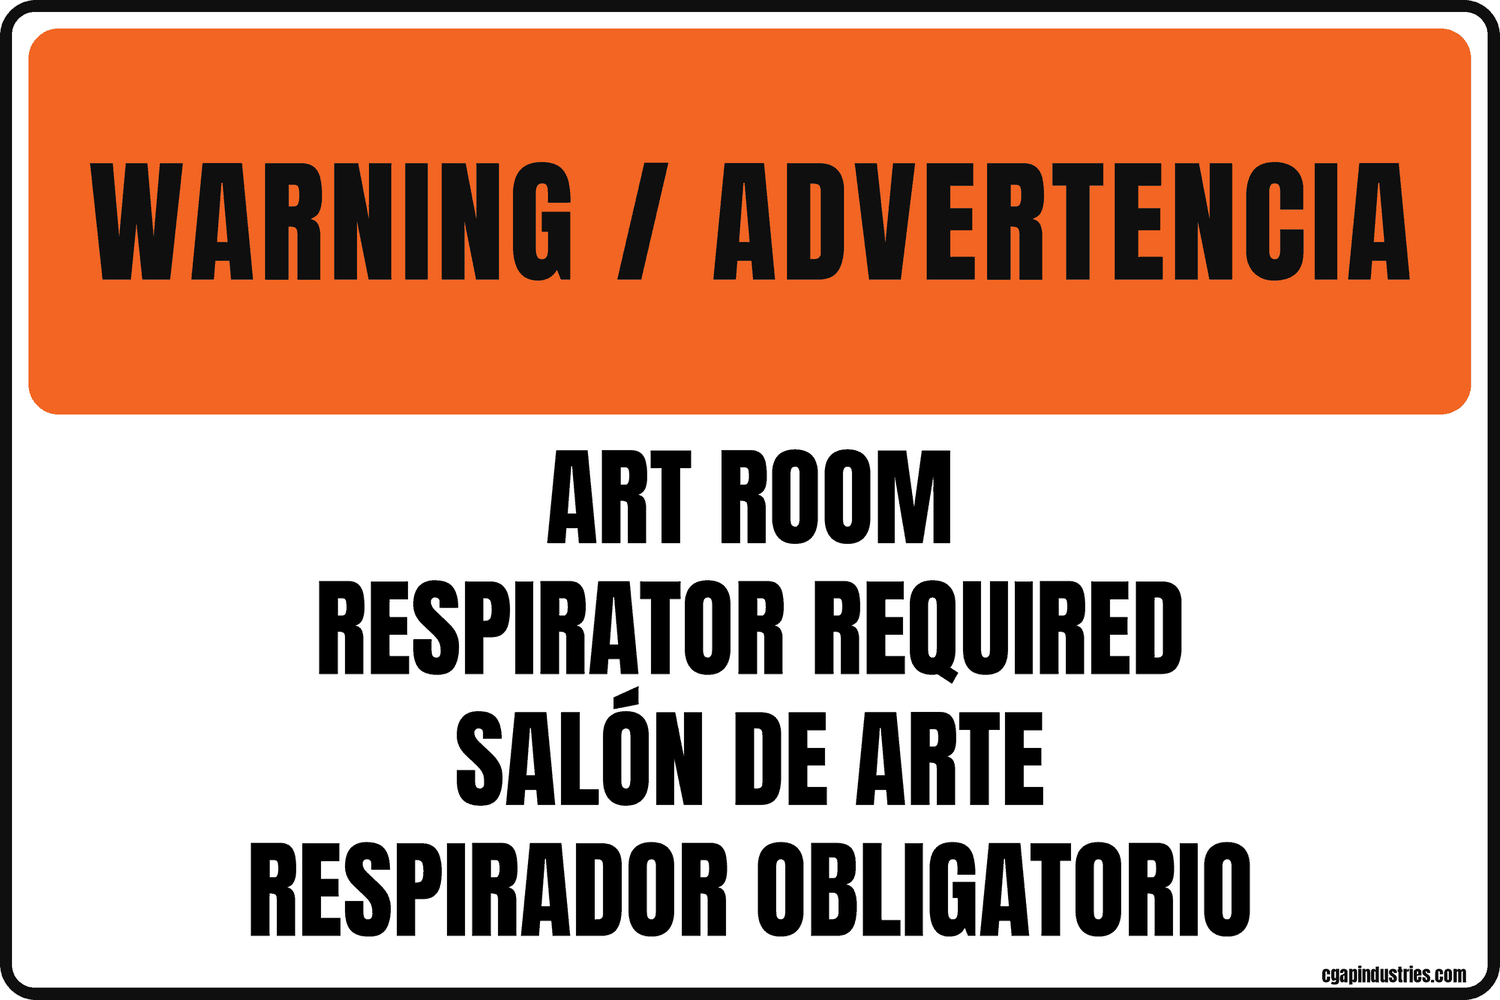 WARNING / ADVERTENCIA
ART ROOM
RESPIRATOR REQUIRED
SALÓN DE ARTE
RESPIRADOR OBLIGATORIO
cgapindustries.com